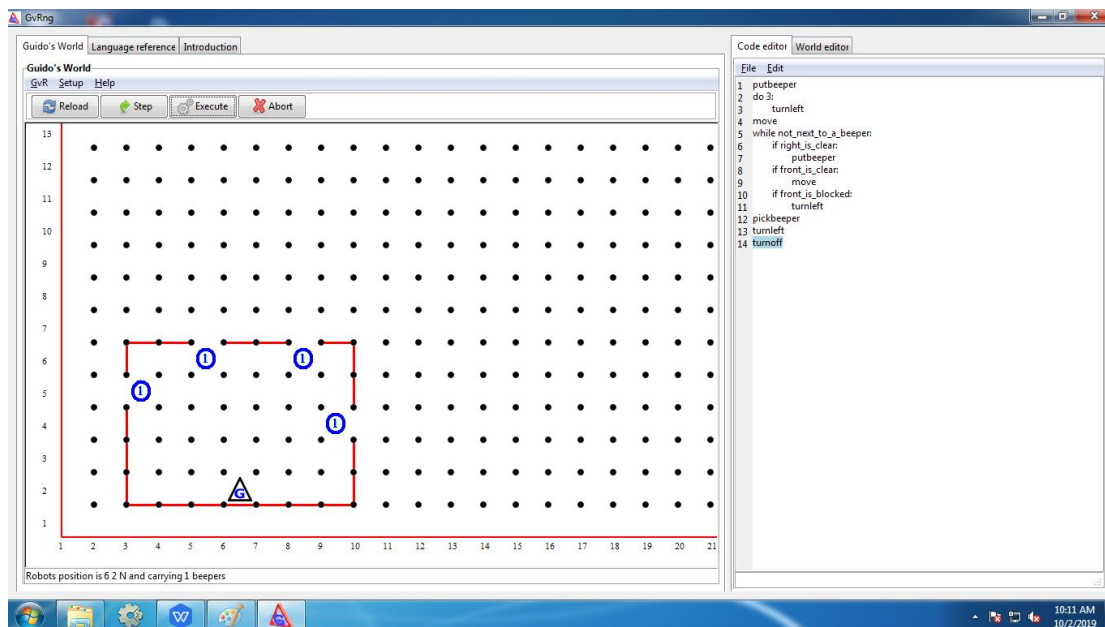 GvRng
Guido's World Language reference Introduction
Guido's World
GvR Setup Help
Reload Step Execute Abort
13
12
11
10
9
8
7
6
5
4
3
2
1
1 1
1
1
G
1 2 3 4 5 6 7 8 9 10 11 12 13 14 15 16 17 18 19 20 21
Robots position is 6 2 N and carrying 1 beepers
Code editor World editor
File Edit
1 putbeeper
2 do 3:
3 turnleft
4 move
5 while not_next_to_a_beeper:
6 if right_is_clear:
7 putbeeper
8 if front_is_clear:
9 move
10 if front_is_blocked:
11 turnleft
12 pickbeeper
13 turnleft
14 turnoff
10:11 AM
10/2/2019